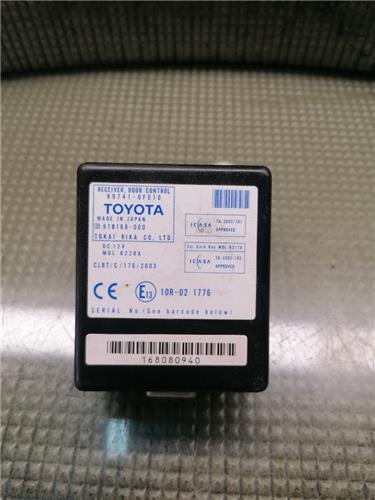 RECEIVER, DOOR CONTROL
89741-0F010
TOYOTA
MADE IN JAPAN
61B166-000
TOKAI RIKA CO., LTD.
DC 12V
MDL B22RA
CLBT/C/176/2003
ICASA
APPROVED
For Card Key MDL B21TA
ICASA
APPROVED
CE E13 10R-02 1776
SERIAL No.(See barcode below)
168080940